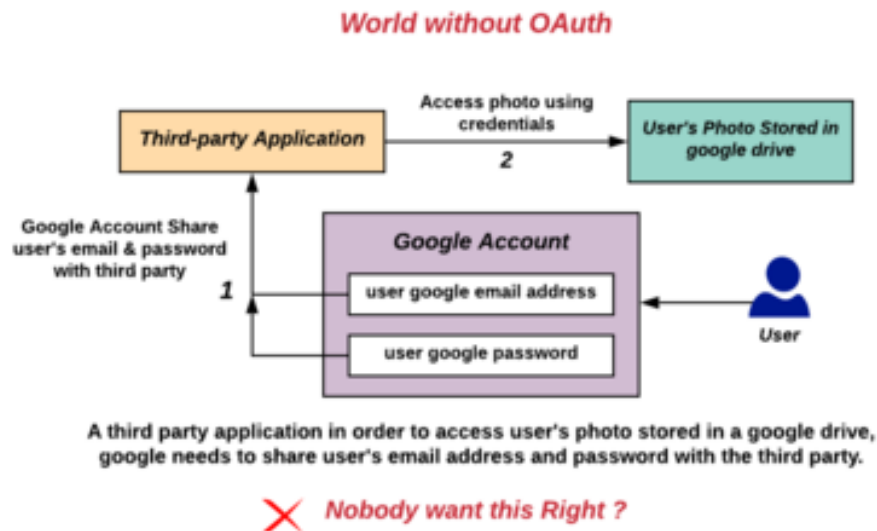 World without OAuth
Third-party Application
Access photo using
credentials
2
User's Photo Stored in
google drive
Google Account Share
user's email & password
with third party
1
Google Account
user google email address
user google password
User
A third party application in order to access user's photo stored in a google drive,
google needs to share user's email address and password with the third party.
Nobody want this Right ?